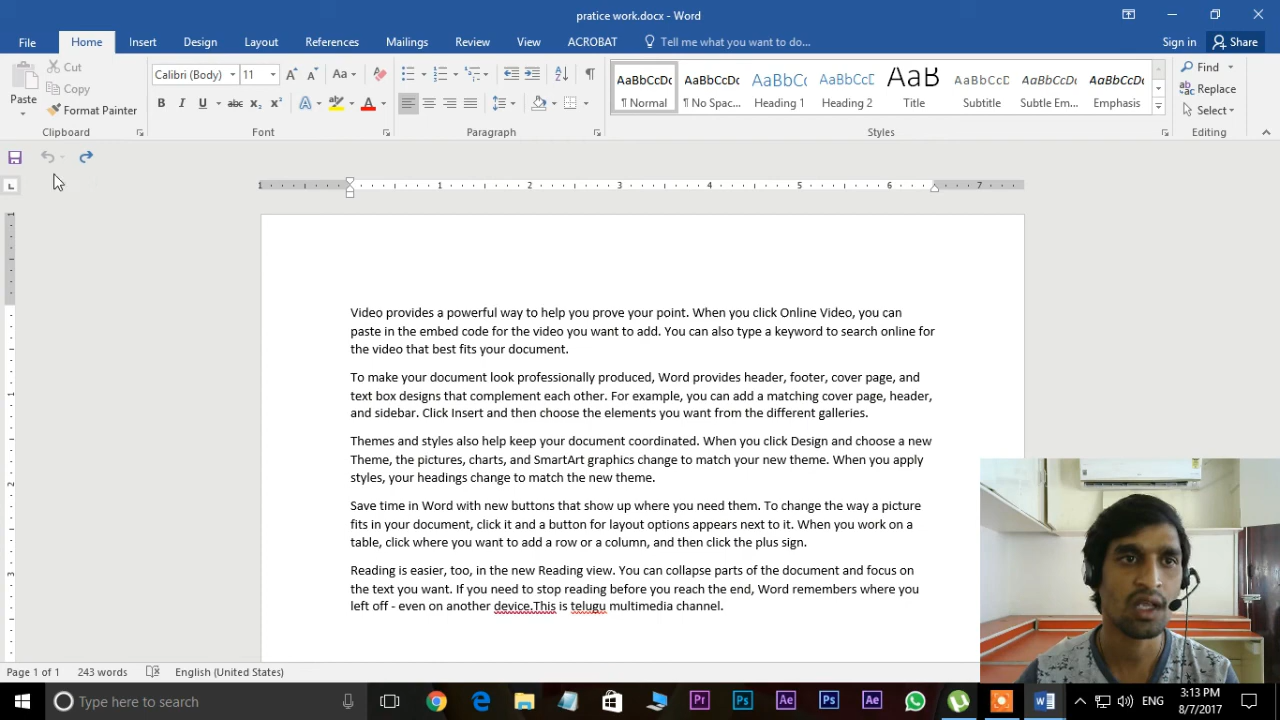 pratice work.docx - Word
File Home Insert Design Layout References Mailings Review View ACROBAT Tell me what you want to do... Sign in Share
Cut
Copy
Format Painter
Paste
Clipboard
Calibri (Body) 11
Font
Paragraph
AaBbCcDc AaBbCcDc AaBbCc AaBbCcD AaB AaBbCcD AaBbCcDc AaBbCcDc
¶ Normal ¶ No Spac... Heading 1 Heading 2 Title Subtitle Subtle Em... Emphasis
Styles
Find
Replace
Select
Editing
1 1 2 3 4 5 6 7
Video provides a powerful way to help you prove your point. When you click Online Video, you can
paste in the embed code for the video you want to add. You can also type a keyword to search online for
the video that best fits your document.
To make your document look professionally produced, Word provides header, footer, cover page, and
text box designs that complement each other. For example, you can add a matching cover page, header,
and sidebar. Click Insert and then choose the elements you want from the different galleries.
Themes and styles also help keep your document coordinated. When you click Design and choose a new
Theme, the pictures, charts, and SmartArt graphics change to match your new theme. When you apply
styles, your headings change to match the new theme.
Save time in Word with new buttons that show up where you need them. To change the way a picture
fits in your document, click it and a button for layout options appears next to it. When you work on a
table, click where you want to add a row or a column, and then click the plus sign.
Reading is easier, too, in the new Reading view. You can collapse parts of the document and focus on
the text you want. If you need to stop reading before you reach the end, Word remembers where you
left off - even on another device.This is telugu multimedia channel.
Page 1 of 1 243 words English (United States)
Type here to search
ENG
3:13 PM
8/7/2017